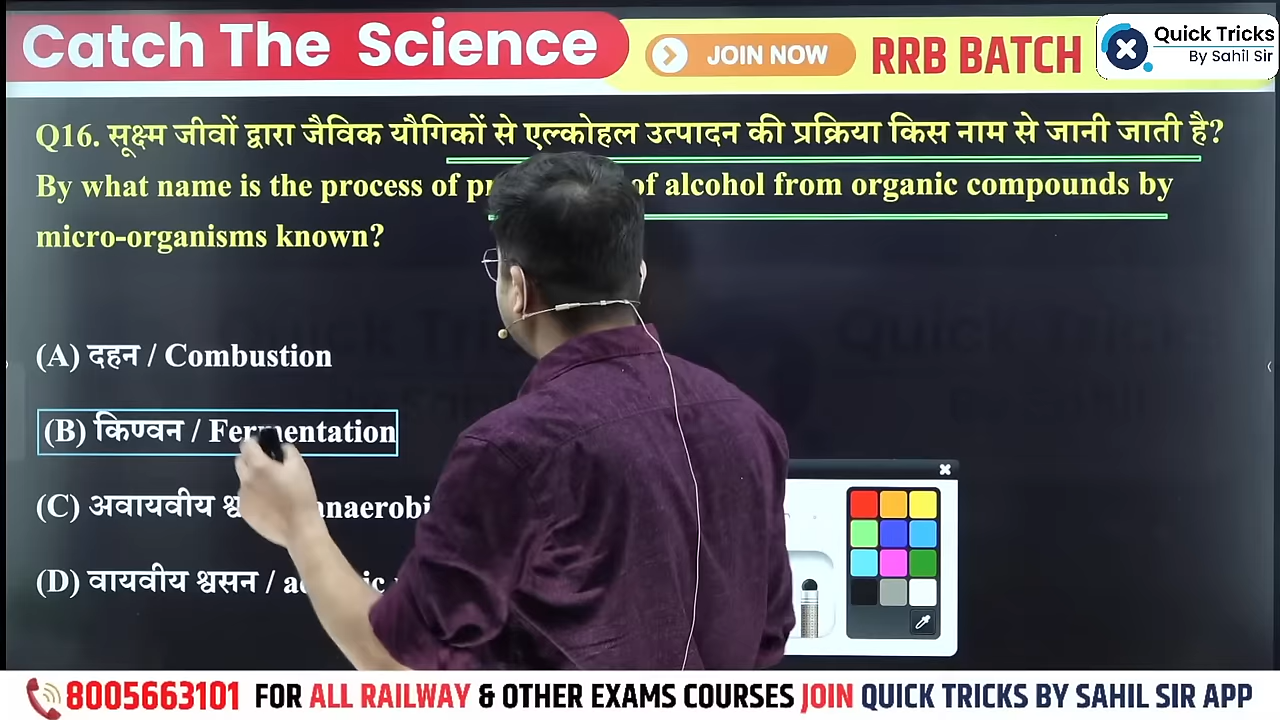 Catch The Science
JOIN NOW
RRB BATCH
Quick Tricks
By Sahil Sir
Q16. सूक्ष्म जीवों द्वारा जैविक यौगिकों से एल्कोहल उत्पादन की प्रक्रिया किस नाम से जानी जाती है?
By what name is the process of of alcohol from organic compounds by
micro-organisms known?
(A) दहन / Combustion
(B) किण्वन / Fermentation
(C) अवायवीय
(D) वायवीय श्वसन /
8005663101 FOR ALL RAILWAY & OTHER EXAMS COURSES JOIN QUICK TRICKS BY SAHIL SIR APP